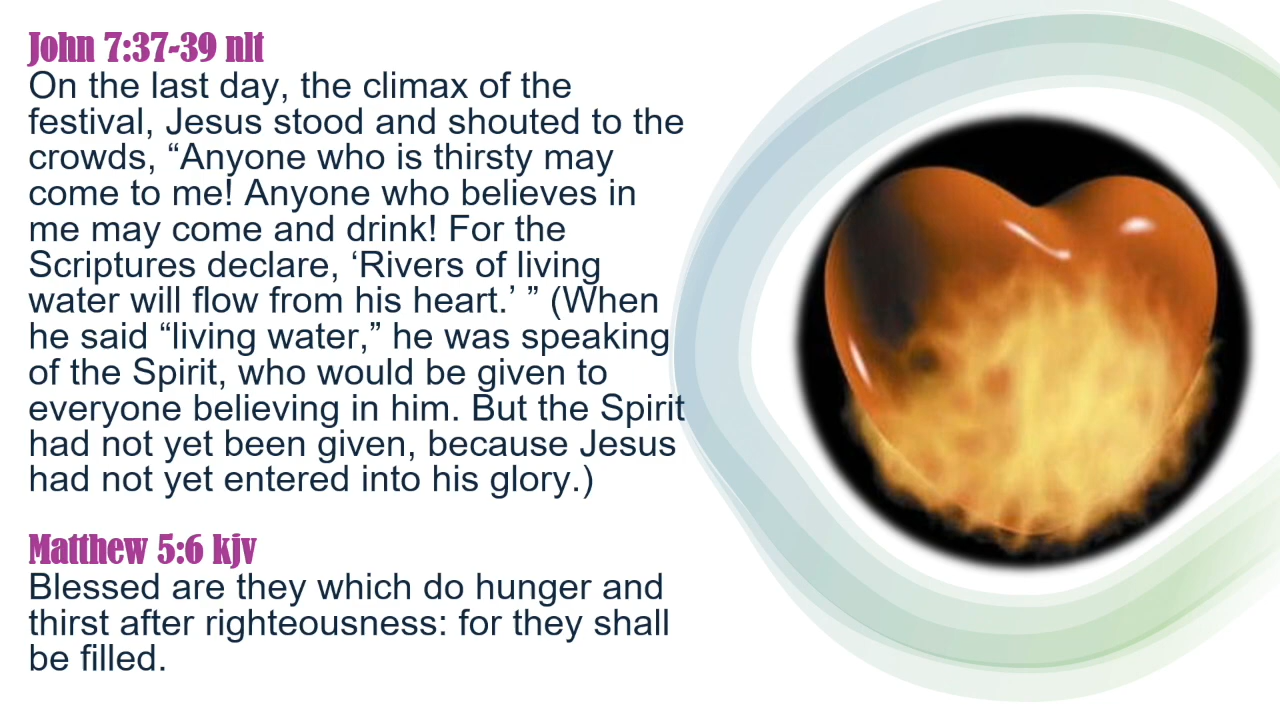 John 7:37-39 nlt
On the last day, the climax of the
festival, Jesus stood and shouted to the
crowds, “Anyone who is thirsty may
come to me! Anyone who believes in
me may come and drink! For the
Scriptures declare, ‘Rivers of living
water will flow from his heart.’ ” (When
he said “living water,” he was speaking
of the Spirit, who would be given to
everyone believing in him. But the Spirit
had not yet been given, because Jesus
had not yet entered into his glory.)
Matthew 5:6 kjv
Blessed are they which do hunger and
thirst after righteousness: for they shall
be filled.